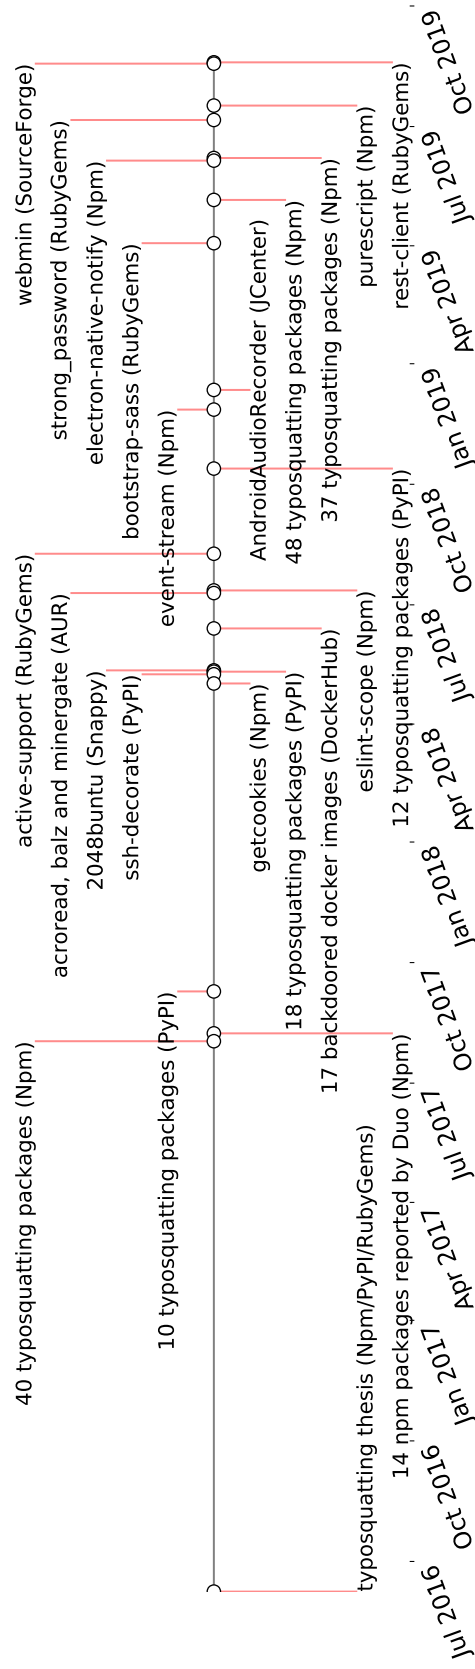 webmin (SourceForge)
strong_password (RubyGems)
electron-native-notify (Npm)
bootstrap-sass (RubyGems)
event-stream (Npm)
active-support (RubyGems)
acroread, balz and minergate (AUR)
2048buntu (Snappy)
ssh-decorate (PyPI)
10 typosquatting packages (PyPI)
40 typosquatting packages (Npm)
AndroidAudioRecorder (JCenter)
48 typosquatting packages (Npm)
37 typosquatting packages (Npm)
purescript (Npm)
rest-client (RubyGems)
getcookies (Npm)
18 typosquatting packages (PyPI)
17 backdoored docker images (DockerHub)
eslint-scope (Npm)
12 typosquatting packages (PyPI)
typosquatting thesis (Npm/PyPI/RubyGems)
14 npm packages reported by Duo (Npm)
Jul 2016
Oct 2016
Jan 2017
Apr 2017
Jul 2017
Oct 2017
Jan 2018
Apr 2018
Jul 2018
Oct 2018
Jan 2019
Apr 2019
Jul 2019
Oct 2019